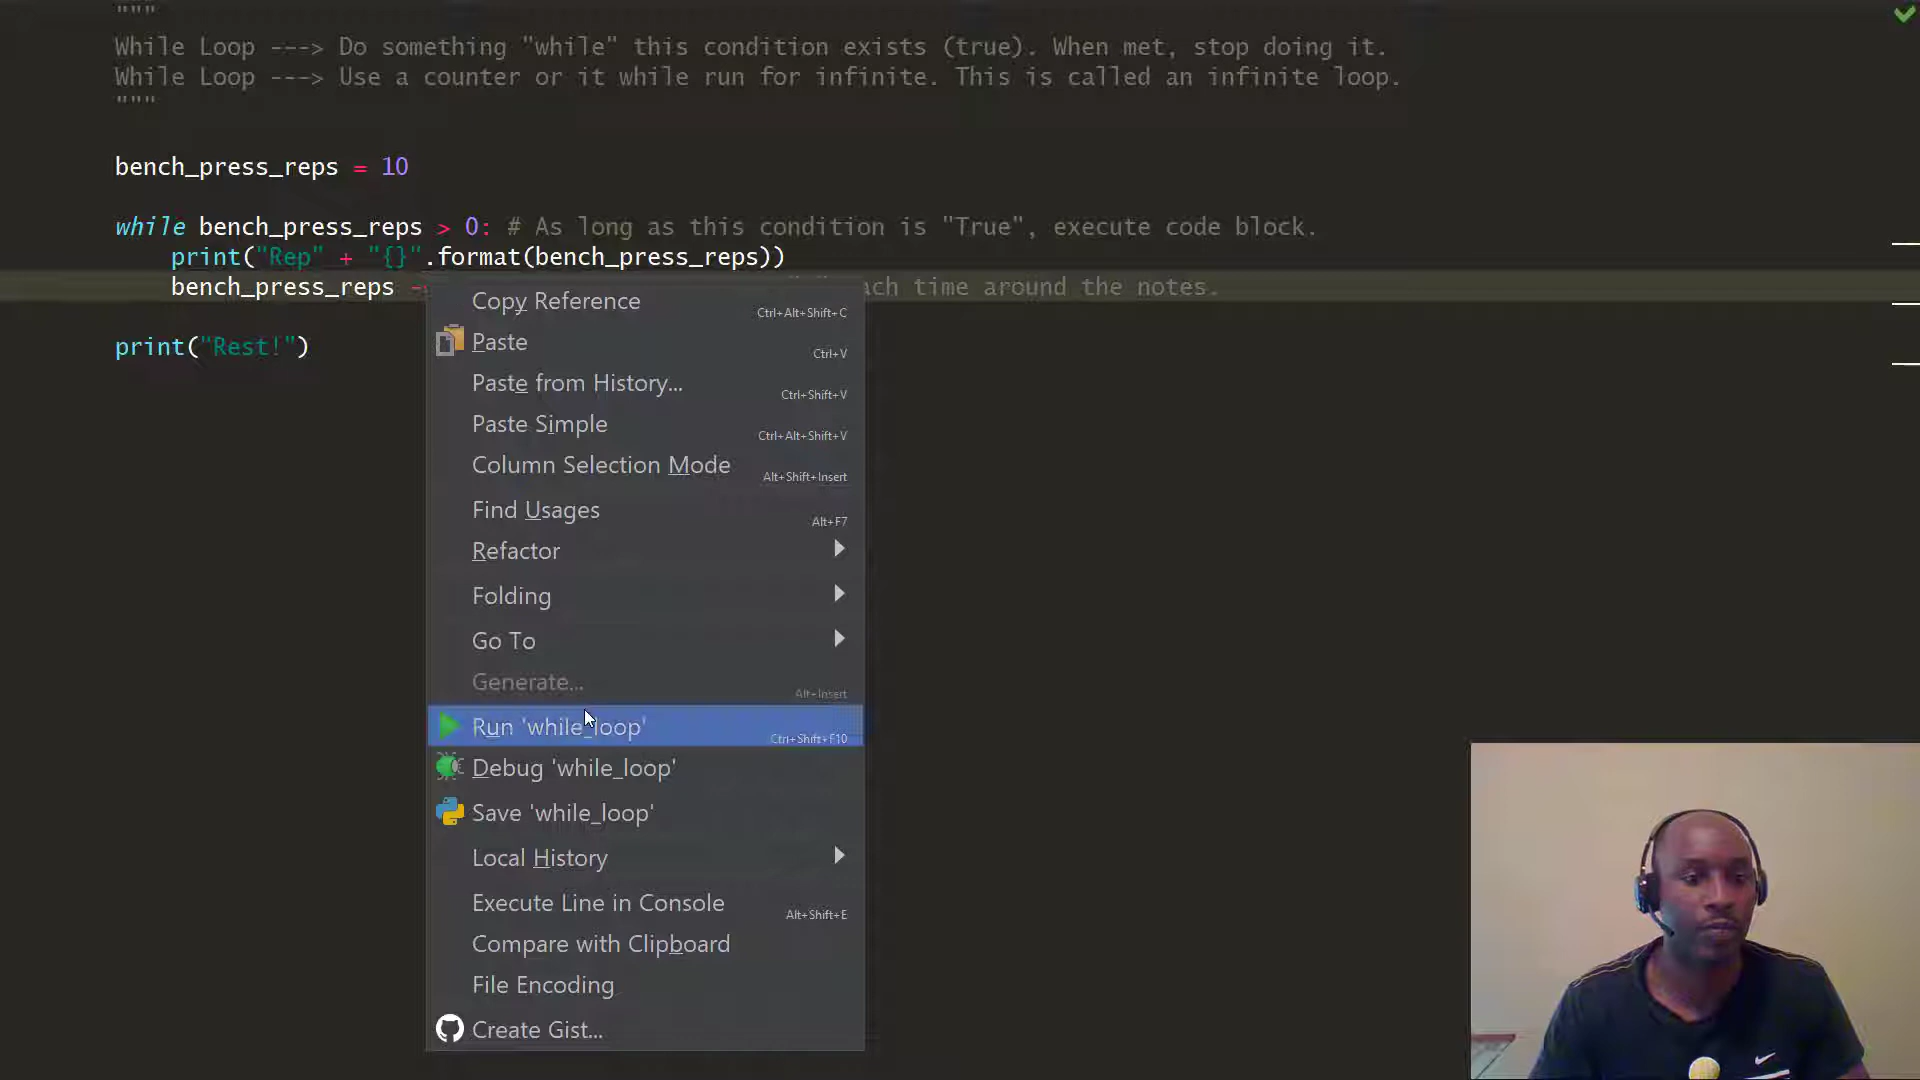 """
While Loop ---> Do something "while" this condition exists (true). When met, stop doing it.
While Loop ---> Use a counter or it while run for infinite. This is called an infinite loop.
"""
bench_press_reps = 10
while bench_press_reps > 0: # As long as this condition is "True", execute code block.
print("Rep" + "{}".format(bench_press_reps))
bench_press_reps - ach time around the notes.
print("Rest!")
Copy Reference Ctrl+Alt+Shift+C
Paste Ctrl+V
Paste from History... Ctrl+Shift+V
Paste Simple Ctrl+Alt+Shift+V
Column Selection Mode Alt+Shift+Insert
Find Usages Alt+F7
Refactor
Folding
Go To
Generate... Alt+Insert
Run 'while_loop' Ctrl+Shift+F10
Debug 'while_loop'
Save 'while_loop'
Local History
Execute Line in Console Alt+Shift+E
Compare with Clipboard
File Encoding
Create Gist...